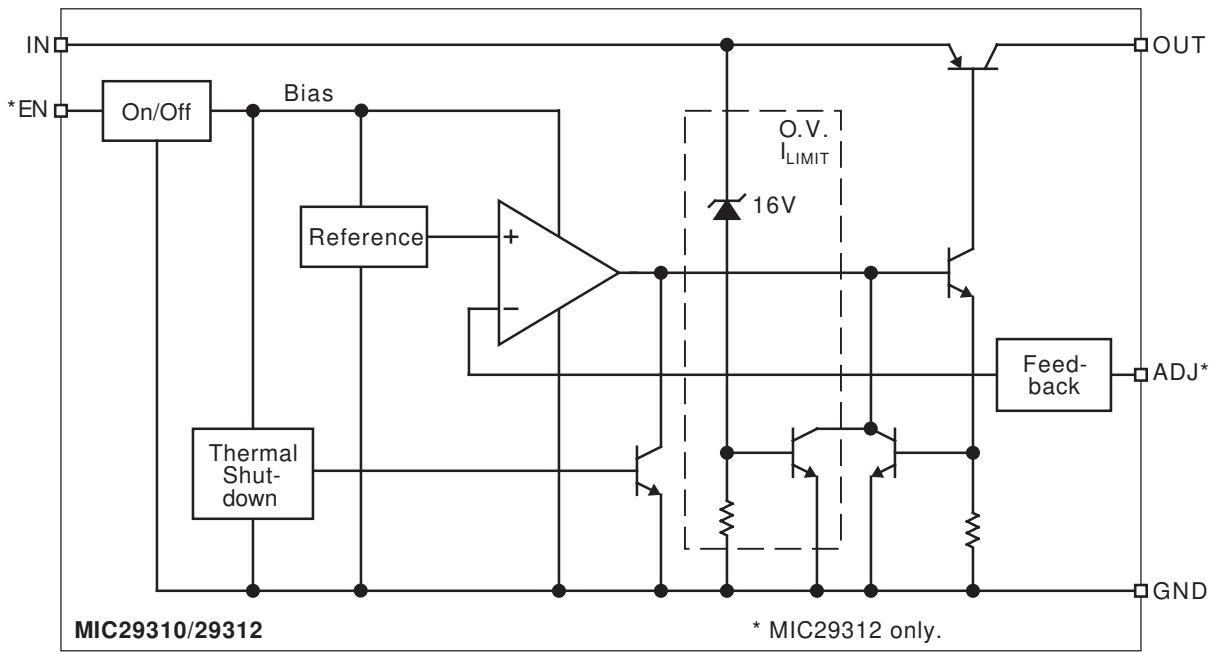 IN
OUT
*EN
On/Off
Bias
O.V.
ILIMIT
16V
Reference
+
−
Feed-
back
ADJ*
Thermal
Shut-
down
GND
MIC29310/29312
* MIC29312 only.